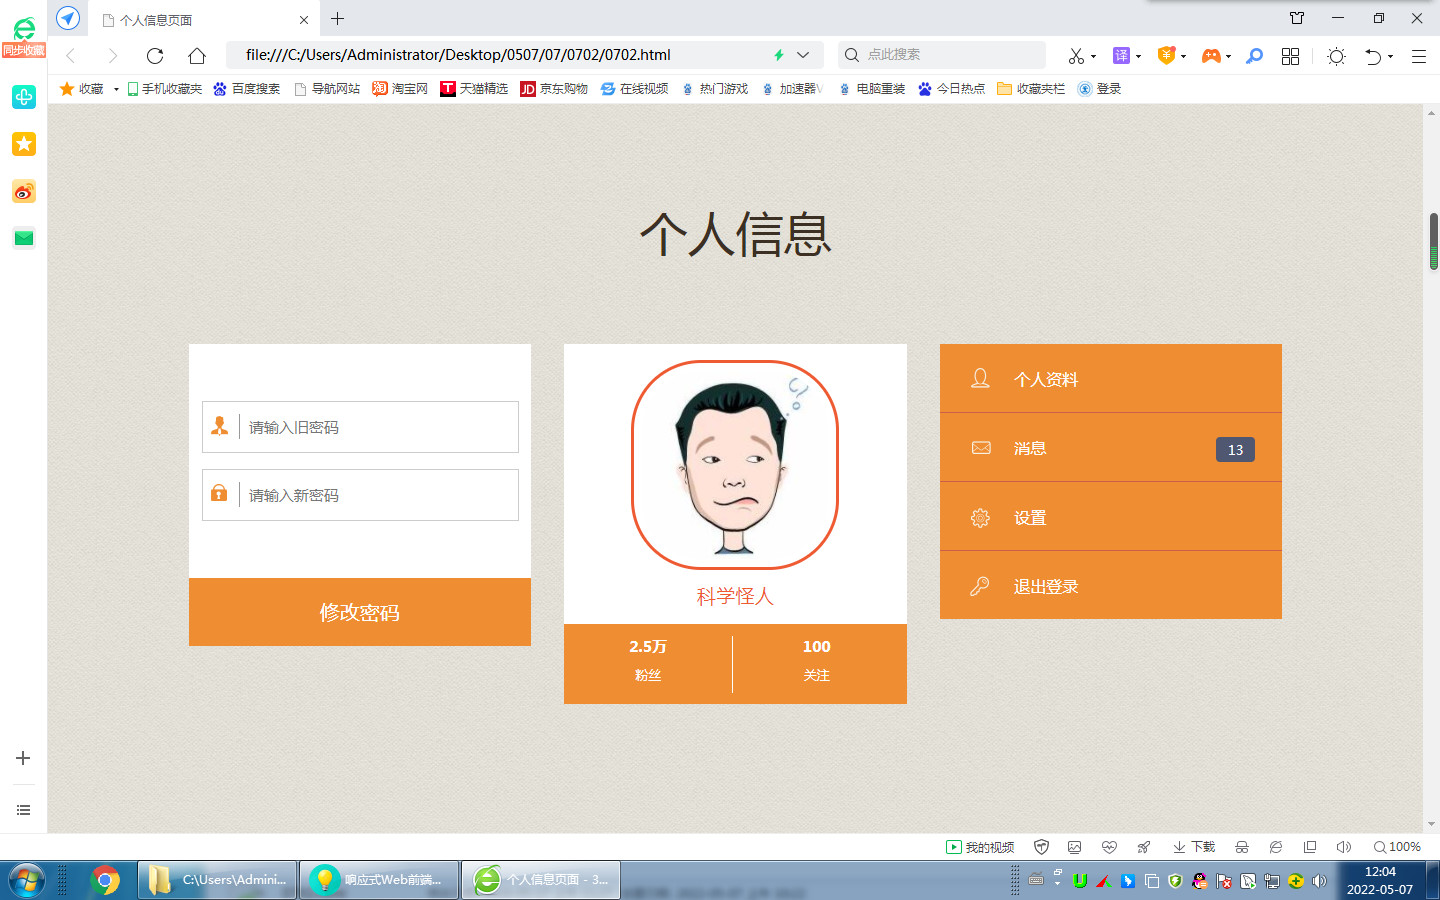 个人信息页面
同步收藏
file:///C:/Users/Administrator/Desktop/0507/07/0702/0702.html
点此搜索
译
收藏 手机收藏夹 百度搜索 导航网站 淘 淘宝网 T 天猫精选 JD 京东购物 在线视频 热门游戏 加速器V 电脑重装 今日热点 收藏夹栏 登录
个人信息
请输入旧密码
请输入新密码
修改密码
科学怪人
2.5万 100
粉丝 关注
个人资料
消息 13
设置
退出登录
我的视频 下载 100%
C:\Users\Admini... 响应式Web前端... 个人信息页面 - 3...
12:04
2022-05-07